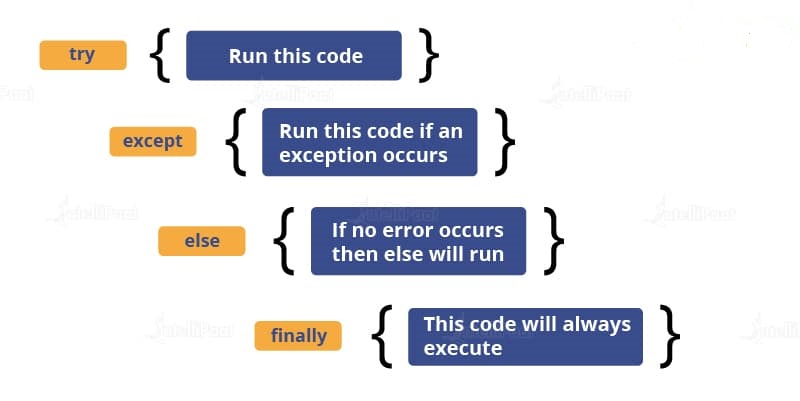 try { Run this code }
except { Run this code if an
exception occurs }
else { If no error occurs
then else will run }
finally { This code will always
execute }
IntelliPaat